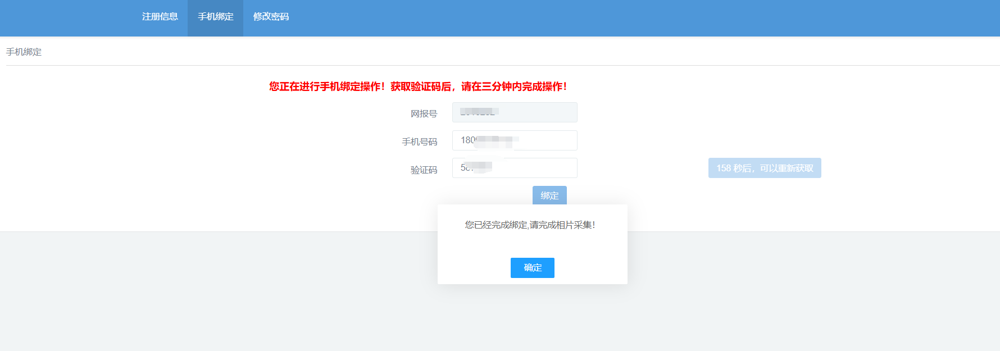 注册信息 手机绑定 修改密码
手机绑定
您正在进行手机绑定操作！获取验证码后，请在三分钟内完成操作！
网报号
手机号码 180
验证码 58
158 秒后，可以重新获取
绑定
您已经完成绑定,请完成相片采集！
确定